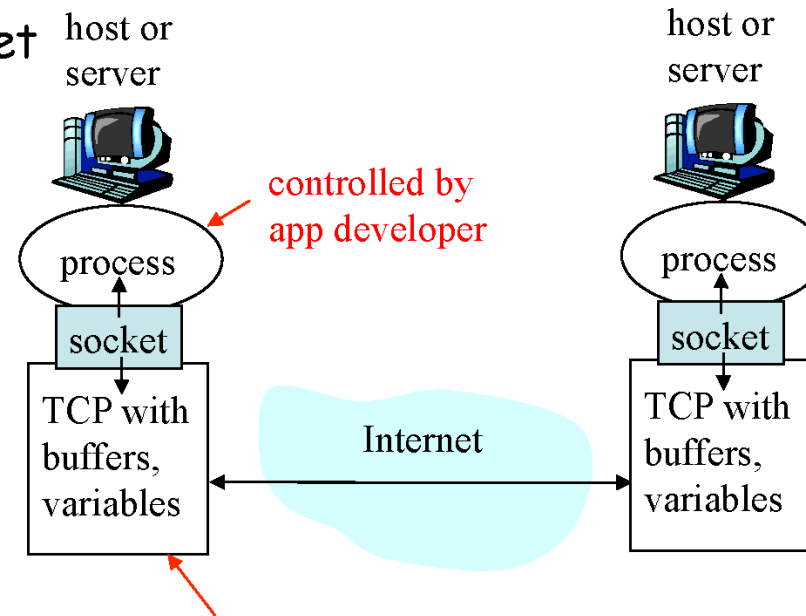 et
host or
server
host or
server
controlled by
app developer
process
process
socket
socket
TCP with
buffers,
variables
Internet
TCP with
buffers,
variables